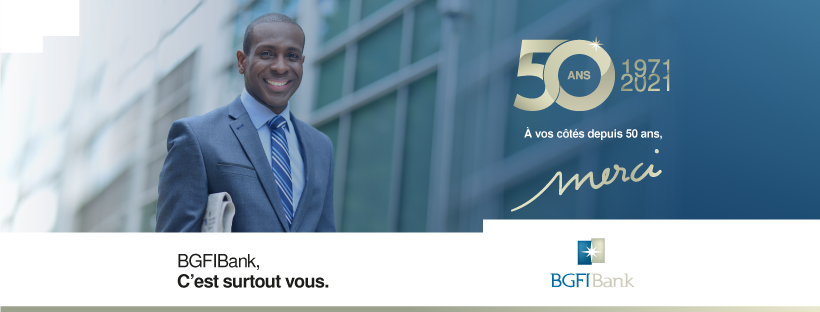 50
ANS
1971
2021
À vos côtés depuis 50 ans,
merci
BGFIBank,
C'est surtout vous.
BGFIBank